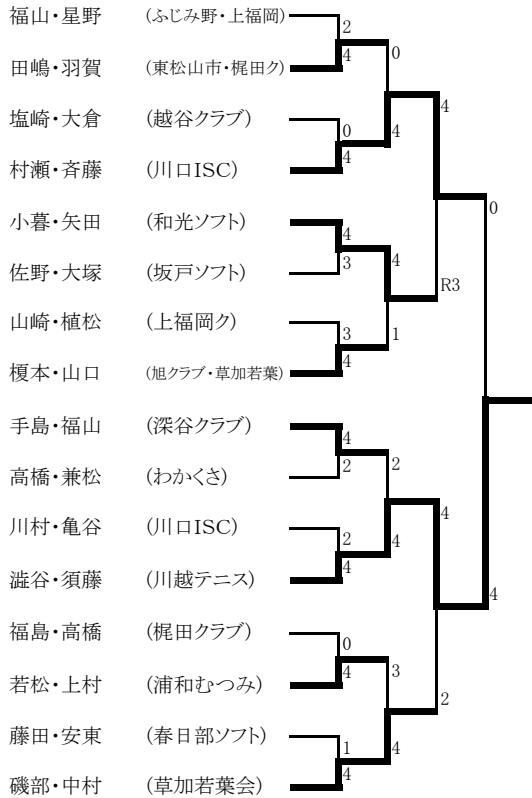 福山・星野 (ふじみ野・上福岡)
2
田嶋・羽賀 (東松山市・梶田ク) 4
0
塩崎・大倉 (越谷クラブ)
0
4
4
村瀬・斉藤 (川口ISC) 4
0
小暮・矢田 (和光ソフト)
4
4
佐野・大塚 (坂戸ソフト) 3
R3
山崎・植松 (上福岡ク)
3
1
榎本・山口 (旭クラブ・草加若葉) 4
手島・福山 (深谷クラブ)
4
2
高橋・兼松 (わかくさ) 2
川村・亀谷 (川口ISC)
2
4
4
澁谷・須藤 (川越テニス) 4
4
福島・高橋 (梶田クラブ)
0
3
若松・上村 (浦和むつみ) 4
2
藤田・安東 (春日部ソフト)
1
4
磯部・中村 (草加若葉会) 4